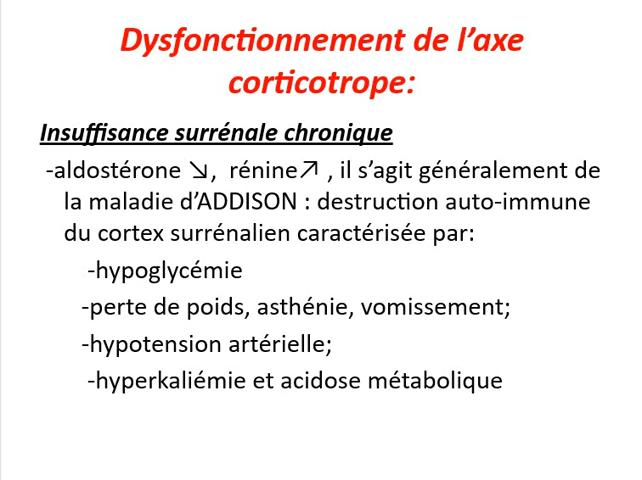 Dysfonctionnement de l’axe
corticotrope:
Insuffisance surrénale chronique
-aldostérone ↘, rénine↗ , il s’agit généralement de
la maladie d’ADDISON : destruction auto-immune
du cortex surrénalien caractérisée par:
-hypoglycémie
-perte de poids, asthénie, vomissement;
-hypotension artérielle;
-hyperkaliémie et acidose métabolique